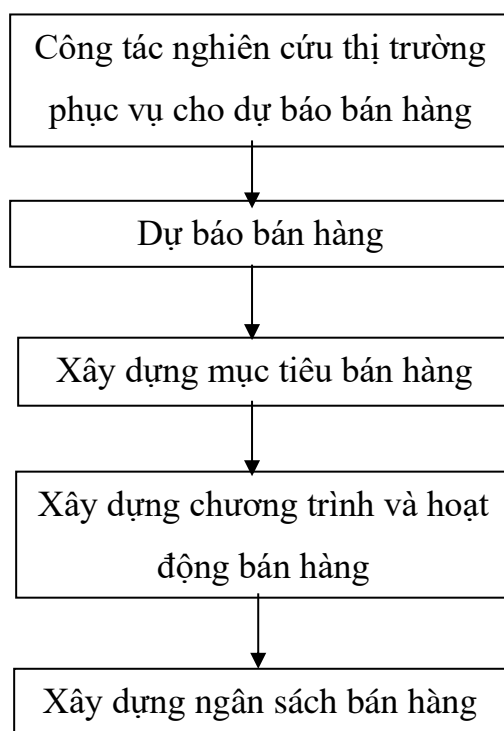 Công tác nghiên cứu thị trường
phục vụ cho dự báo bán hàng
Dự báo bán hàng
Xây dựng mục tiêu bán hàng
Xây dựng chương trình và hoạt
động bán hàng
Xây dựng ngân sách bán hàng